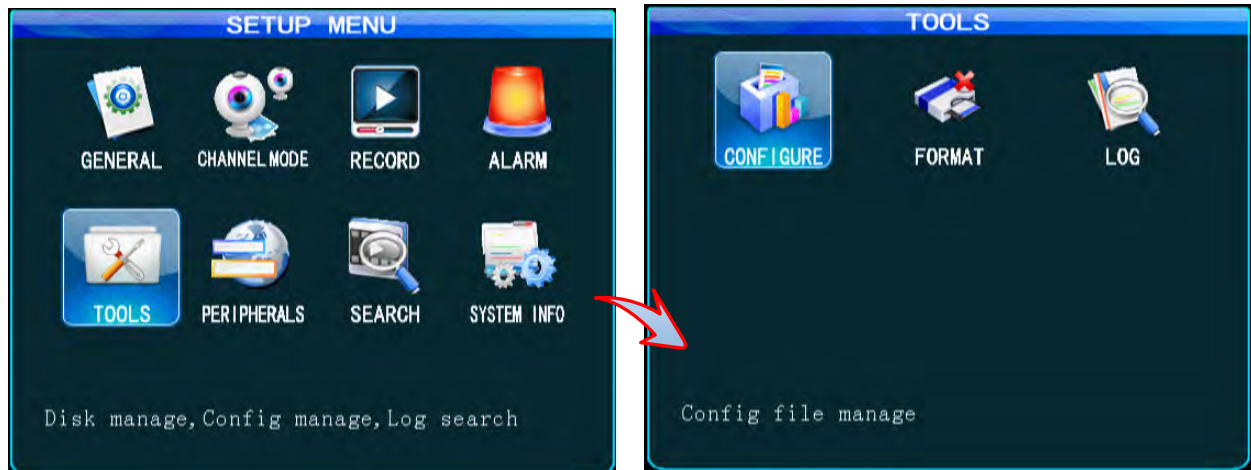 SETUP MENU
GENERAL CHANNEL MODE RECORD ALARM
TOOLS PERIPHERALS SEARCH SYSTEM INFO
Disk manage,Config manage,Log search
TOOLS
CONFIGURE FORMAT LOG
Config file manage